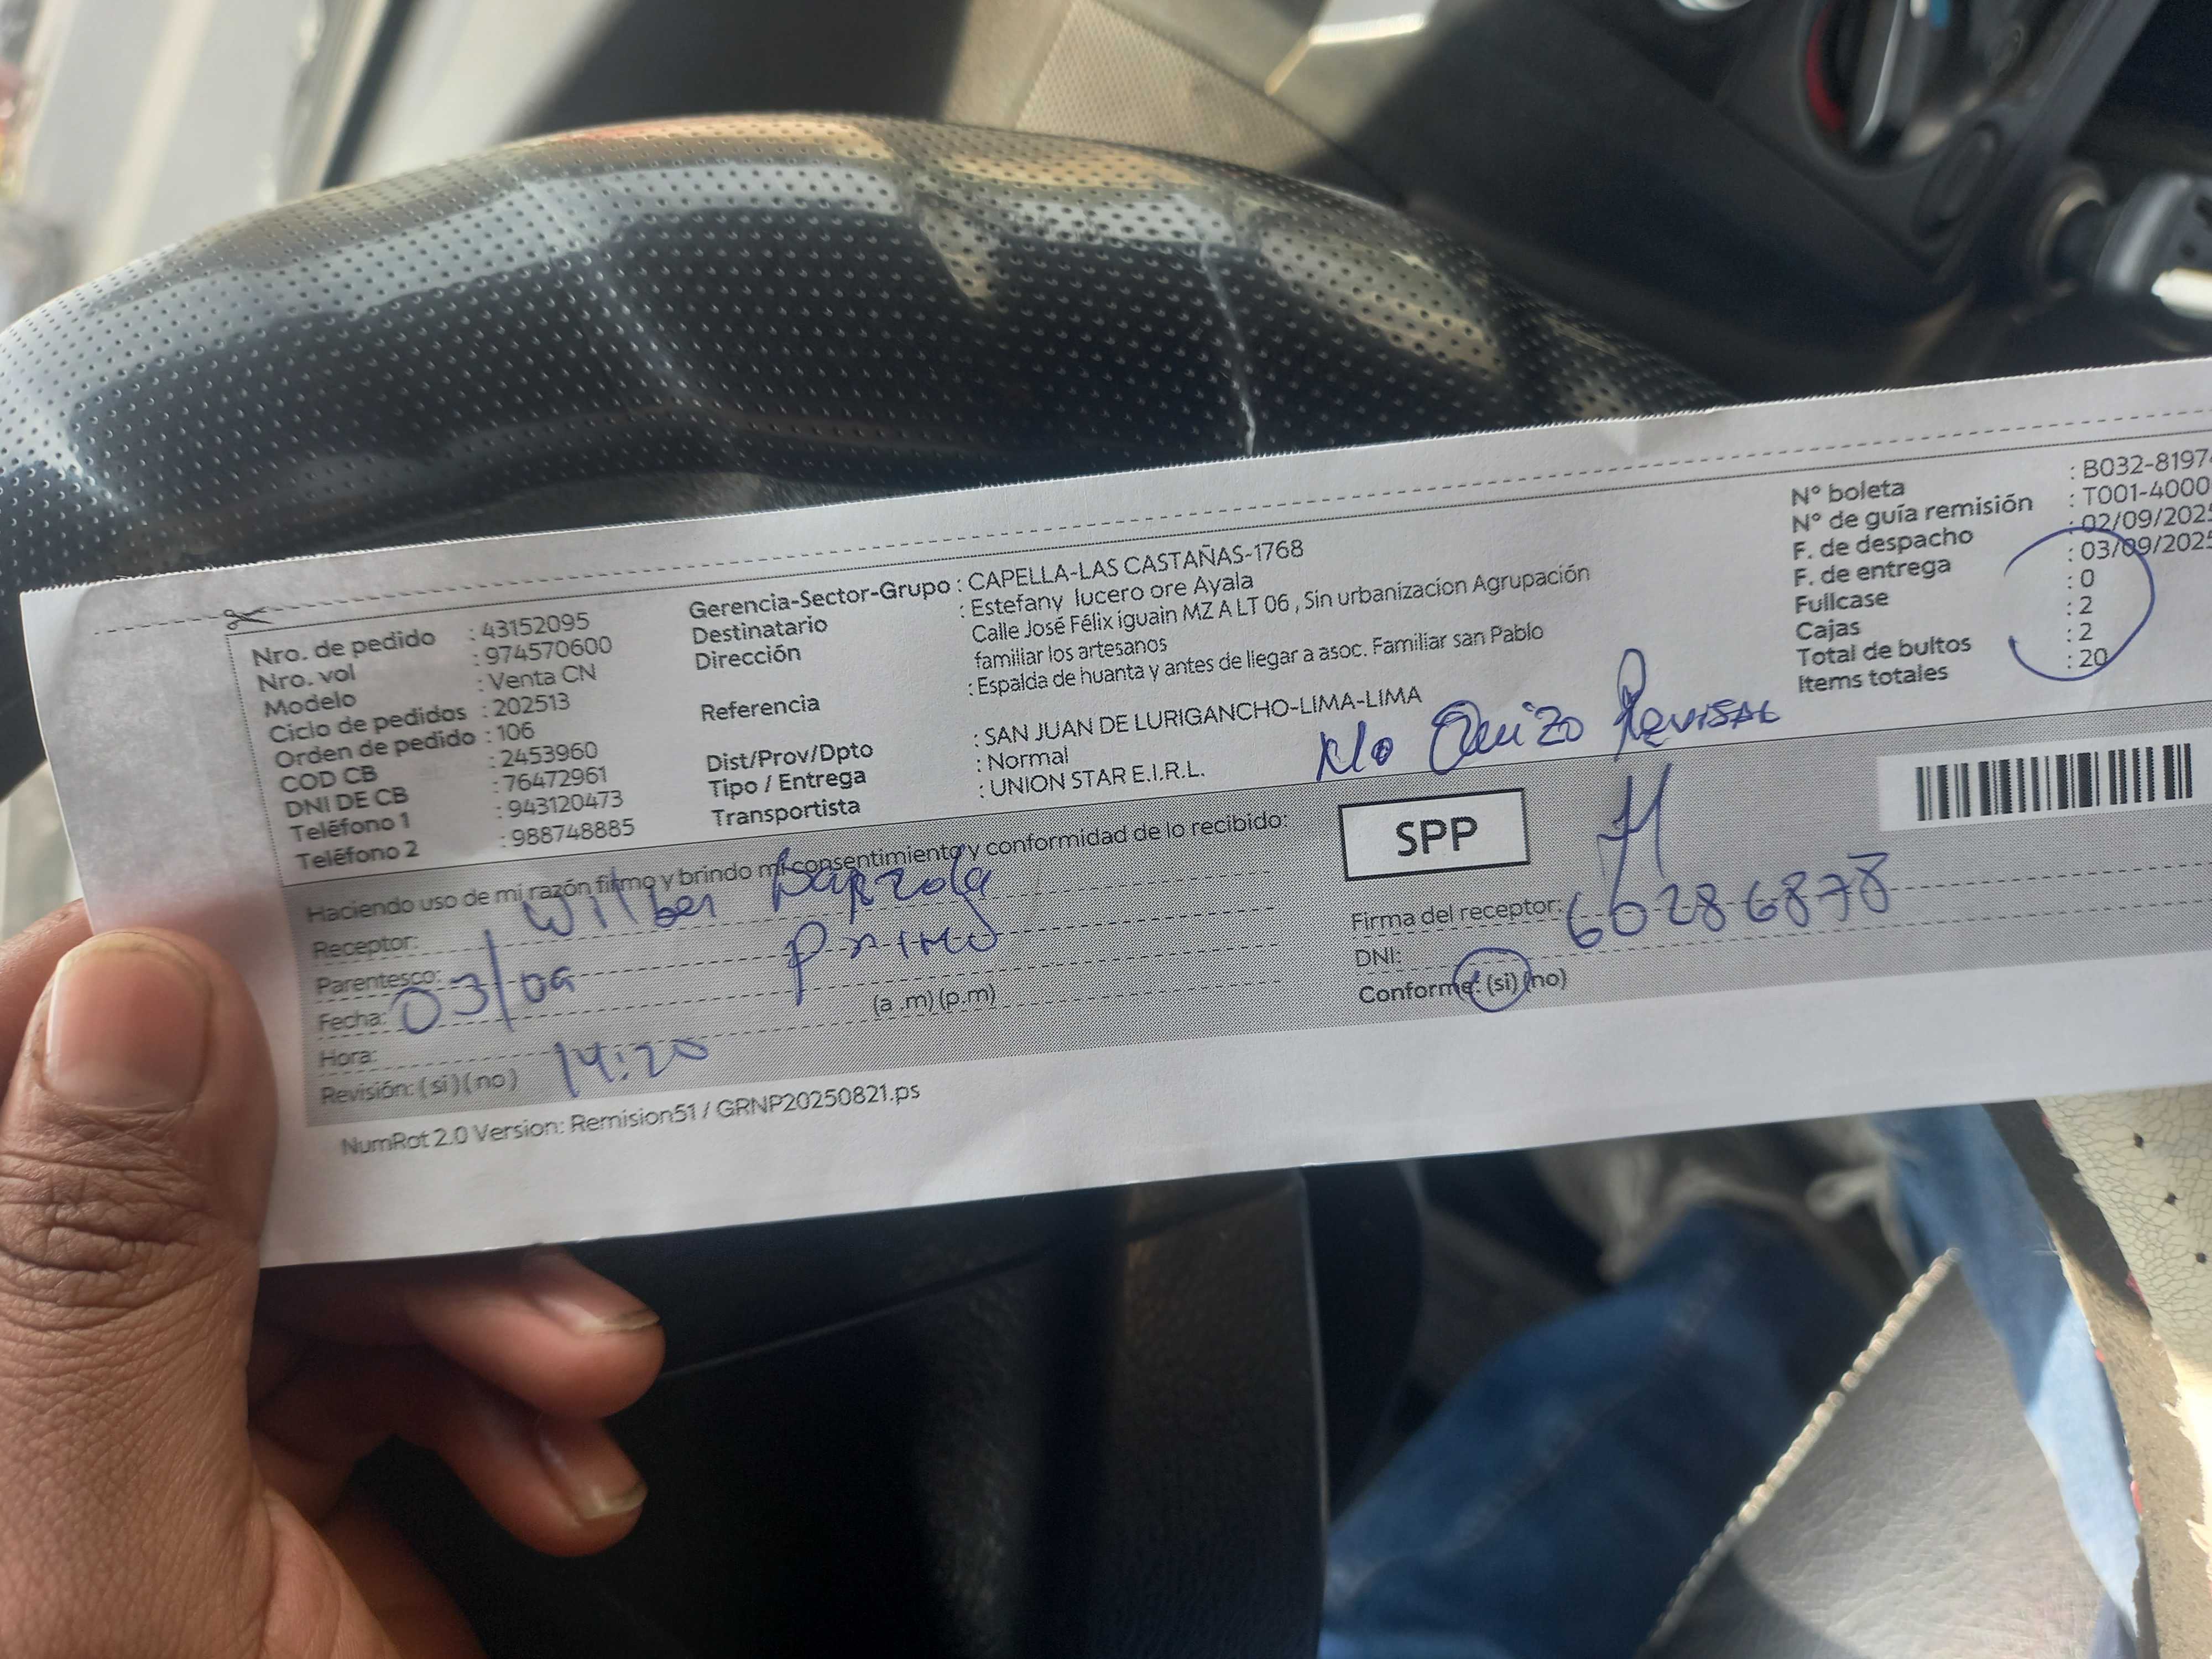 Nro. de pedido : 43152095
Nro. vol : 974570600
Modelo : Venta CN
Ciclo de pedidos : 202513
Orden de pedido : 106
COD CB : 2453960
DNI DE CB : 76472961
Teléfono 1 : 943120473
Teléfono 2 : 988748885
Gerencia-Sector-Grupo : CAPELLA-LAS CASTAÑAS-1768
Destinatario : Estefany lucero ore Ayala
Dirección Calle José Félix iguain MZ A LT 06 , Sin urbanizacion Agrupación
familiar los artesanos
Referencia : Espalda de huanta y antes de llegar a asoc. Familiar san Pablo
Dist/Prov/Dpto : SAN JUAN DE LURIGANCHO-LIMA-LIMA
Tipo / Entrega : Normal
Transportista : UNION STAR E.I.R.L.
N° boleta : B032-8197
N° de guía remisión : T001-4000
F. de despacho : 02/09/2025
F. de entrega : 03/09/2025
Fullcase : 0
Cajas : 2
Total de bultos : 2
Items totales : 20
No Quizo Revisar
Haciendo uso de mi razón firmo y brindo mi consentimiento y conformidad de lo recibido:
SPP
Receptor: Wilber
Parentesco: Primo
Fecha: 03/09
Hora: (a .m) (p.m)
14:20
Revisión: (si) (no)
Firma del receptor:
DNI: 60286878
Conforme: (si) (no)
NumRot 2.0 Version: Remision51 / GRNP20250821.ps